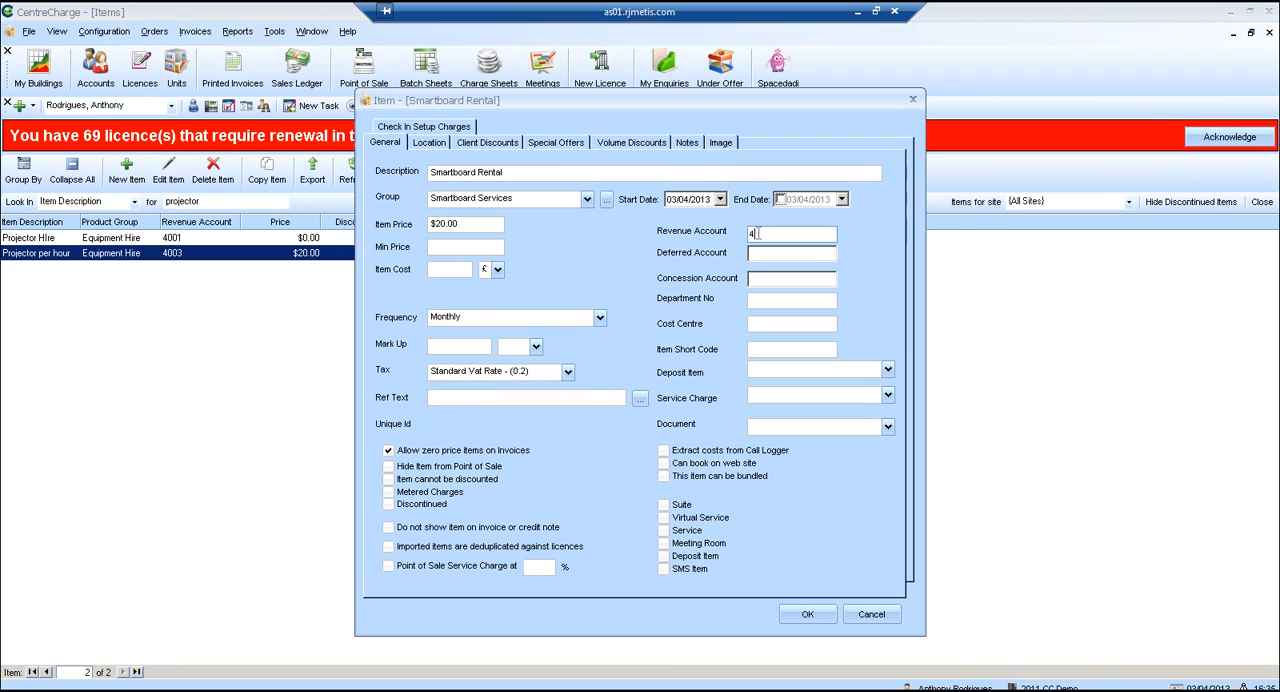 CentreCharge - [Items]
as01.rjmetis.com
File View Configuration Orders Invoices Reports Tools Window Help
My Buildings Accounts Licences Units Printed Invoices Sales Ledger Point of Sale Batch Sheets Charge Sheets Meetings New Licence My Enquiries Under Offer Spacedadi
Rodrigues, Anthony New Task
You have 69 licence(s) that require renewal in t
Acknowledge
Group By Collapse All New Item Edit Item Delete Item Copy Item Export Refr
Look In Item Description for projector
Items for site {All Sites} Hide Discontinued Items Close
Item Description Product Group Revenue Account Price Disco
Projector HIre Equipment Hire 4001 $0.00
Projector per hour Equipment Hire 4003 $20.00
Item - [Smartboard Rental]
Check In Setup Charges
General Location Client Discounts Special Offers Volume Discounts Notes Image
Description Smartboard Rental
Group Smartboard Services ... Start Date: 03/04/2013 End Date: 03/04/2013
Item Price $20.00
Min Price
Item Cost £
Frequency Monthly
Mark Up
Tax Standard Vat Rate - (0.2)
Ref Text ...
Unique Id
Revenue Account 4
Deferred Account
Concession Account
Department No
Cost Centre
Item Short Code
Deposit Item
Service Charge
Document
Allow zero price items on Invoices
Hide Item from Point of Sale
Item cannot be discounted
Metered Charges
Discontinued
Do not show item on invoice or credit note
Imported items are deduplicated against licences
Point of Sale Service Charge at %
Extract costs from Call Logger
Can book on web site
This item can be bundled
Suite
Virtual Service
Service
Meeting Room
Deposit Item
SMS Item
OK Cancel
Item: 2 of 2
Anthony Rodrigues 2011 CC Demo 03/04/2013 16:35